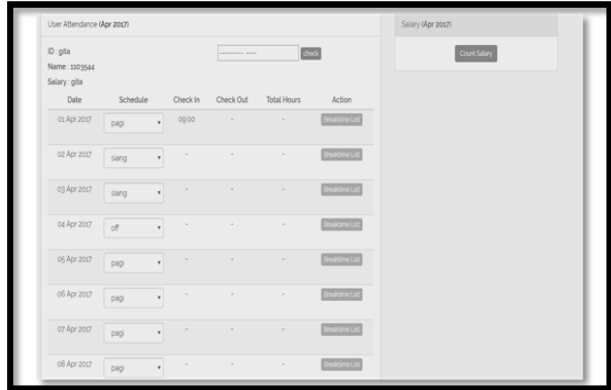 User Attendance (Apr 2017)
ID : gita
check
Name : 1103544
Salary : gita
Date Schedule Check In Check Out Total Hours Action
01 Apr 2017 pagi 09:00 - - Breaktime List
02 Apr 2017 siang - - - Breaktime List
03 Apr 2017 siang - - - Breaktime List
04 Apr 2017 off - - - Breaktime List
05 Apr 2017 pagi - - - Breaktime List
06 Apr 2017 pagi - - - Breaktime List
07 Apr 2017 pagi - - - Breaktime List
08 Apr 2017 pagi - - - Breaktime List
Salary (Apr 2017)
Count Salary